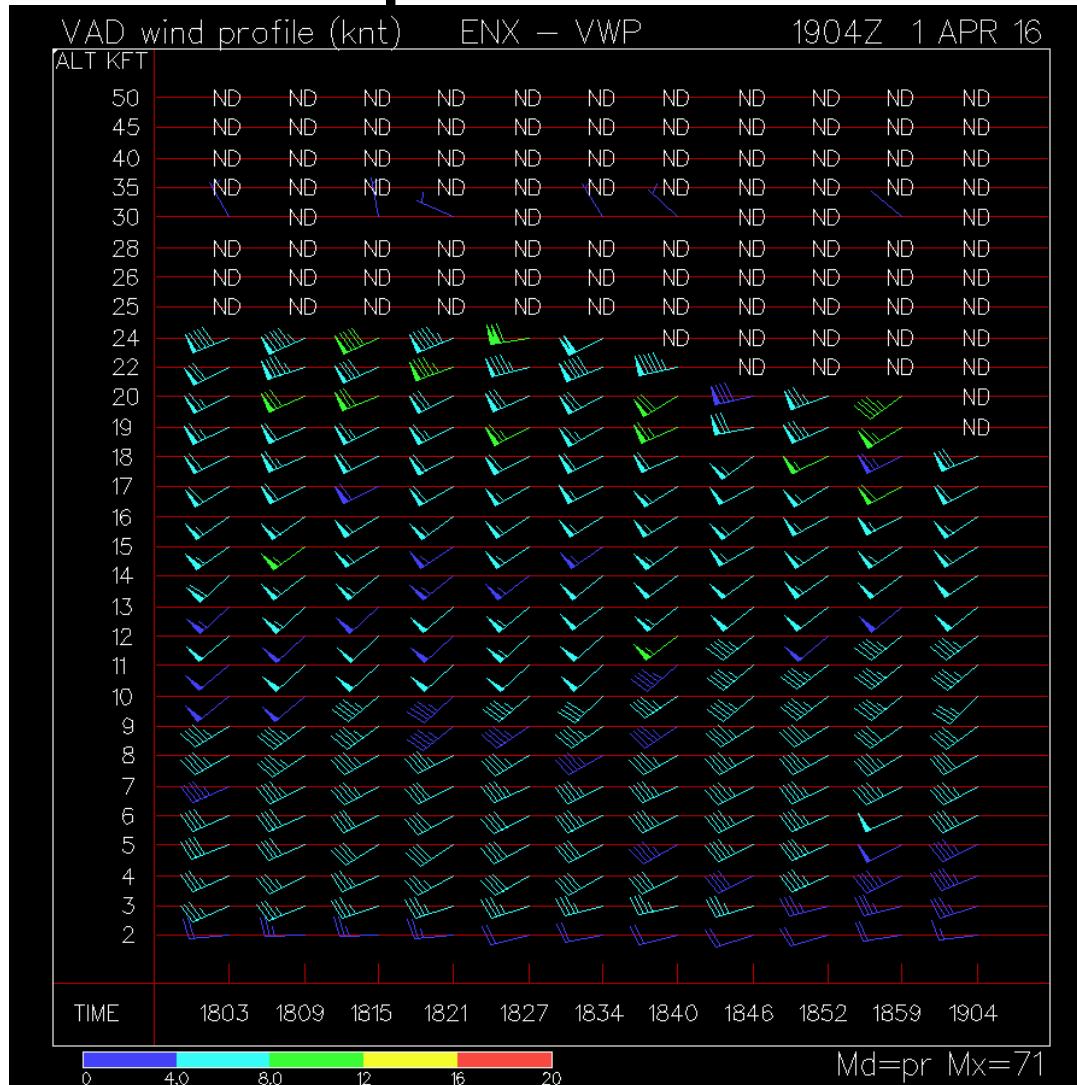 VAD wind profile (knt) ENX – VWP 1904Z 1 APR 16
ALT KFT
50 ND ND ND ND ND ND ND ND ND ND ND
45 ND ND ND ND ND ND ND ND ND ND ND
40 ND ND ND ND ND ND ND ND ND ND ND
35 ND ND ND ND ND ND ND ND ND ND ND
30 ND ND ND ND ND
28 ND ND ND ND ND ND ND ND ND ND ND
26 ND ND ND ND ND ND ND ND ND ND ND
25 ND ND ND ND ND ND ND ND ND ND ND
24 ND ND ND ND ND
22 ND ND ND ND
20 ND
19 ND
18
17
16
15
14
13
12
11
10
9
8
7
6
5
4
3
2
TIME 1803 1809 1815 1821 1827 1834 1840 1846 1852 1859 1904
0 4.0 8.0 12 16 20
Md=pr Mx=71